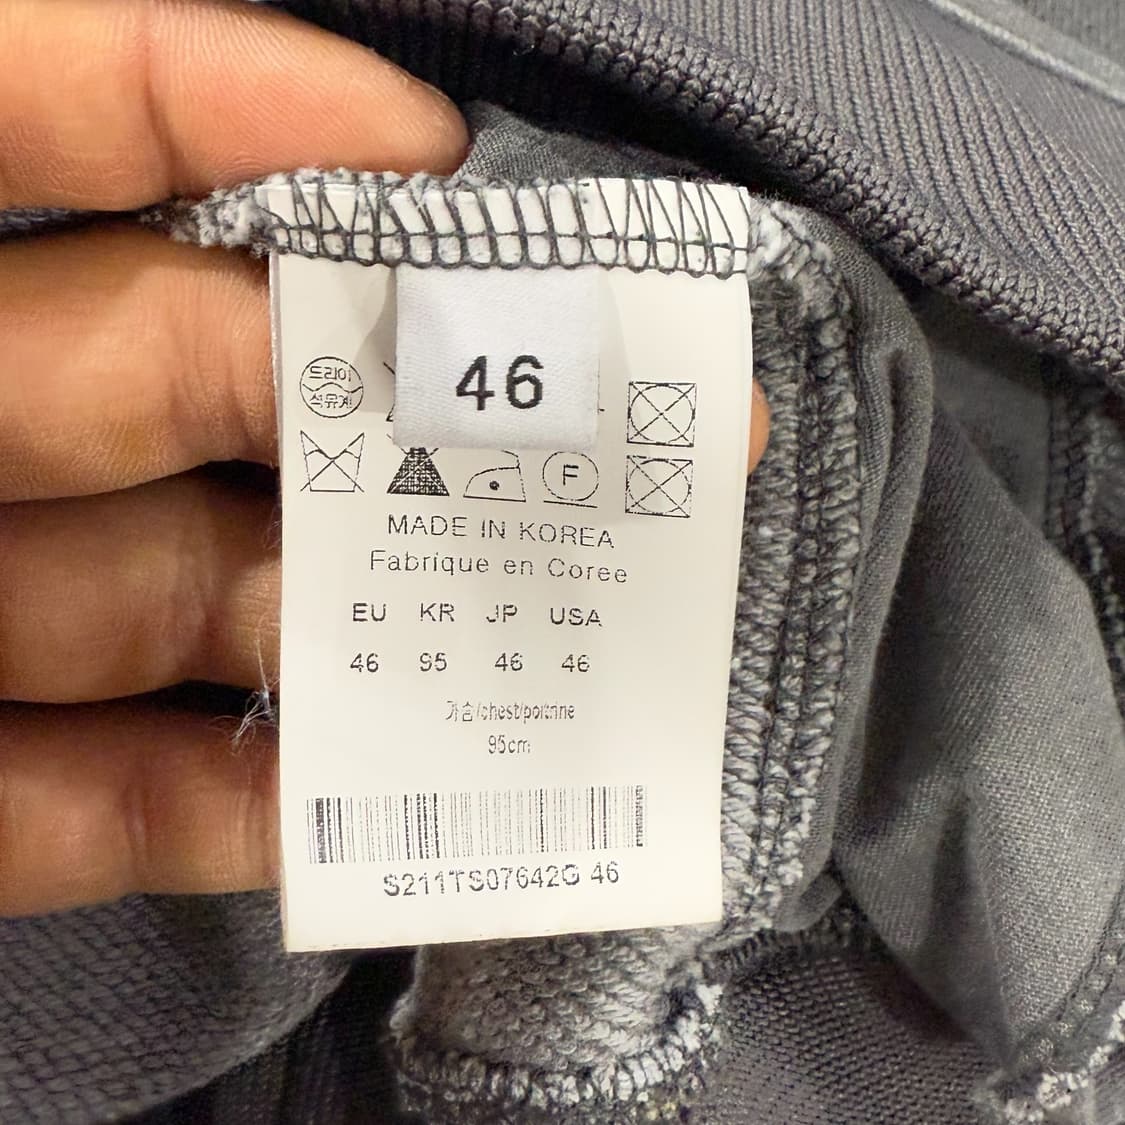 46
드라이
석유계
F
MADE IN KOREA
Fabrique en Coree
EU KR JP USA
46 95 46 46
가슴/chest/poitrine
95cm
S211TS07642G 46